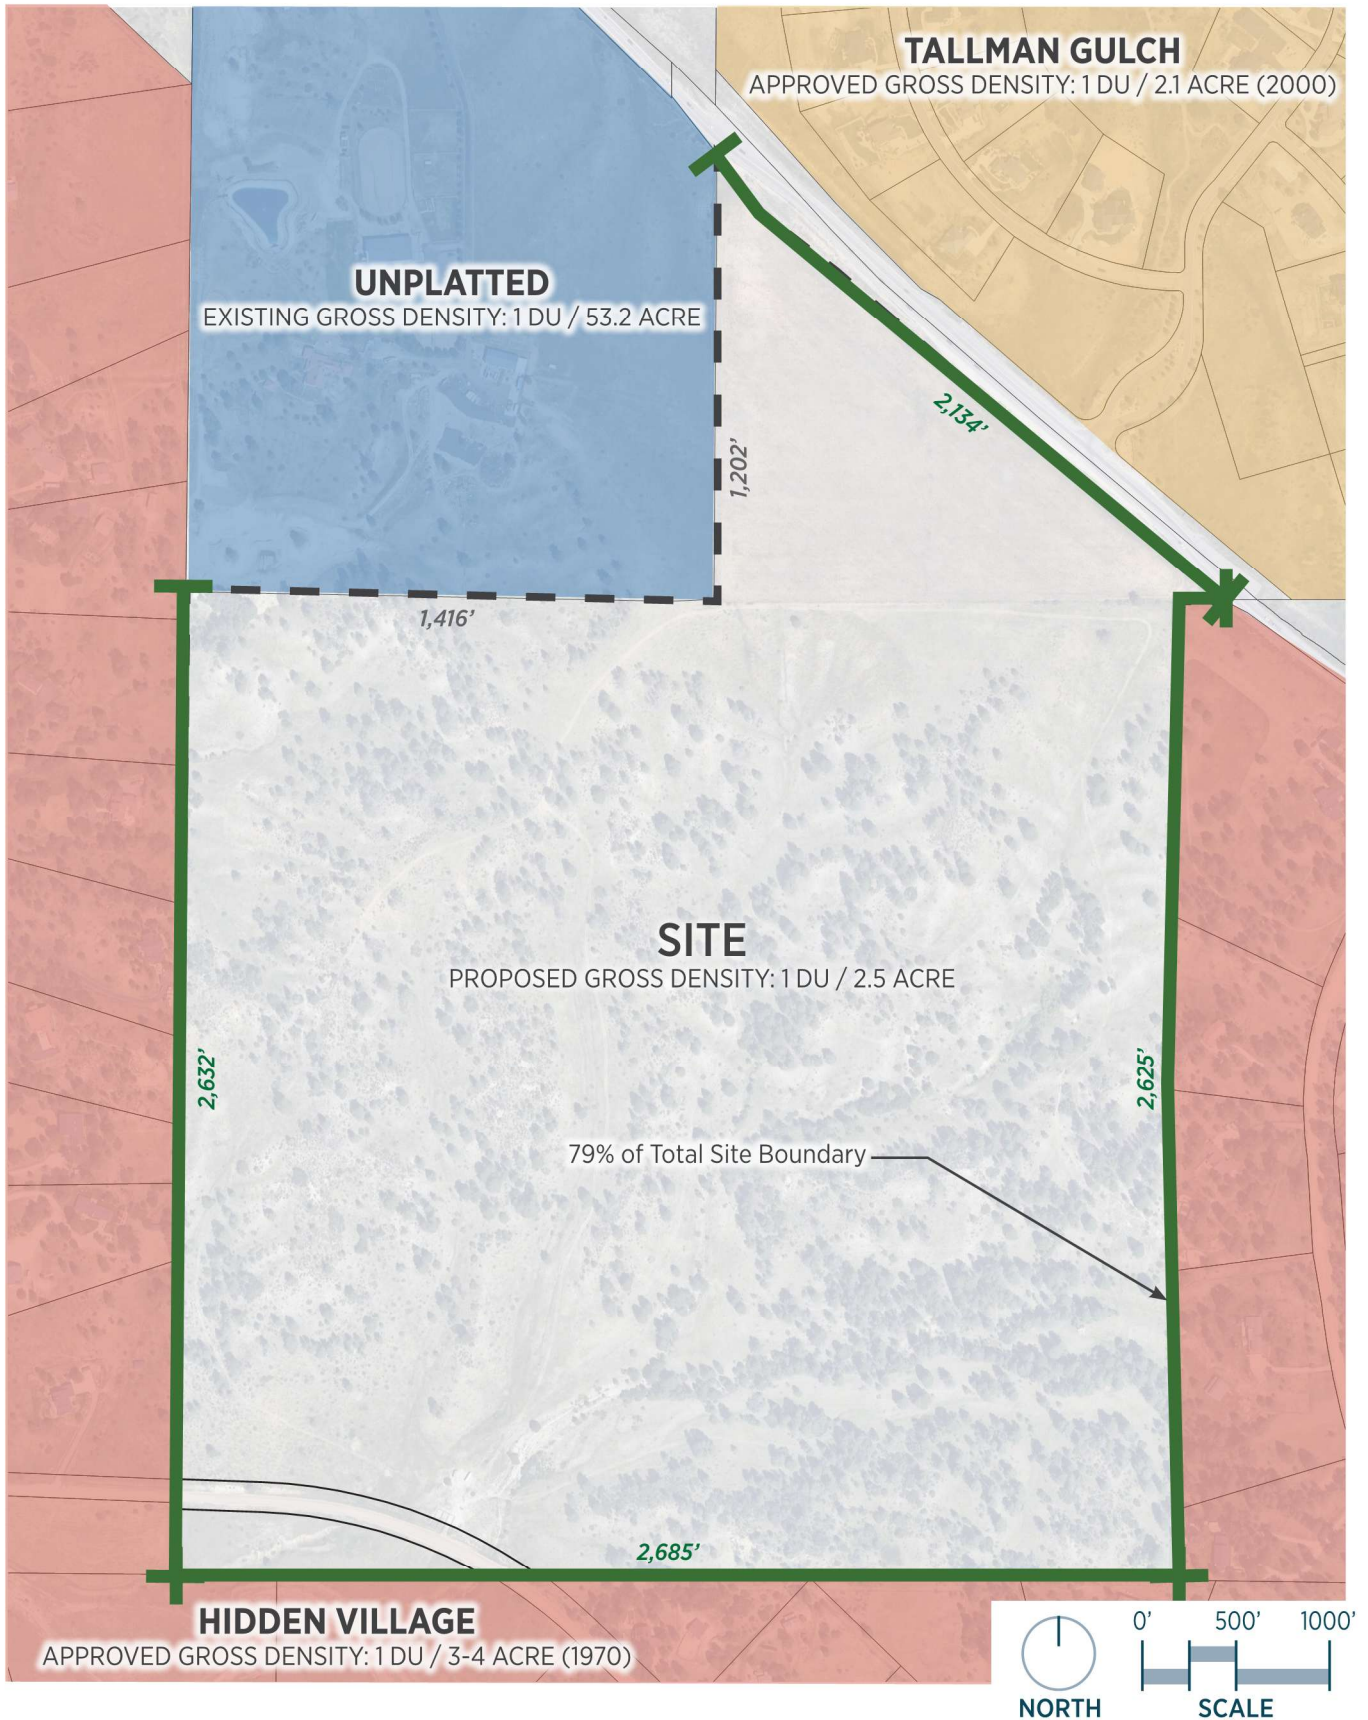 TALLMAN GULCH
APPROVED GROSS DENSITY: 1 DU / 2.1 ACRE (2000)
UNPLATTED
EXISTING GROSS DENSITY: 1 DU / 53.2 ACRE
2,134’
1,202’
1,416’
SITE
PROPOSED GROSS DENSITY: 1 DU / 2.5 ACRE
2,632’
2,625’
79% of Total Site Boundary
2,685’
HIDDEN VILLAGE
APPROVED GROSS DENSITY: 1 DU / 3-4 ACRE (1970)
0’ 500’ 1000’
NORTH SCALE